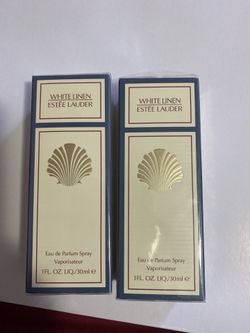 WHITE LINEN
ESTĒE LAUDER
Eau de Parfum Spray
Vaporisateur
1FL. OZ. LIQ./30ml ℮
WHITE LINEN
ESTĒE LAUDER
Eau de Parfum Spray
Vaporisateur
1FL. OZ. LIQ./30ml ℮